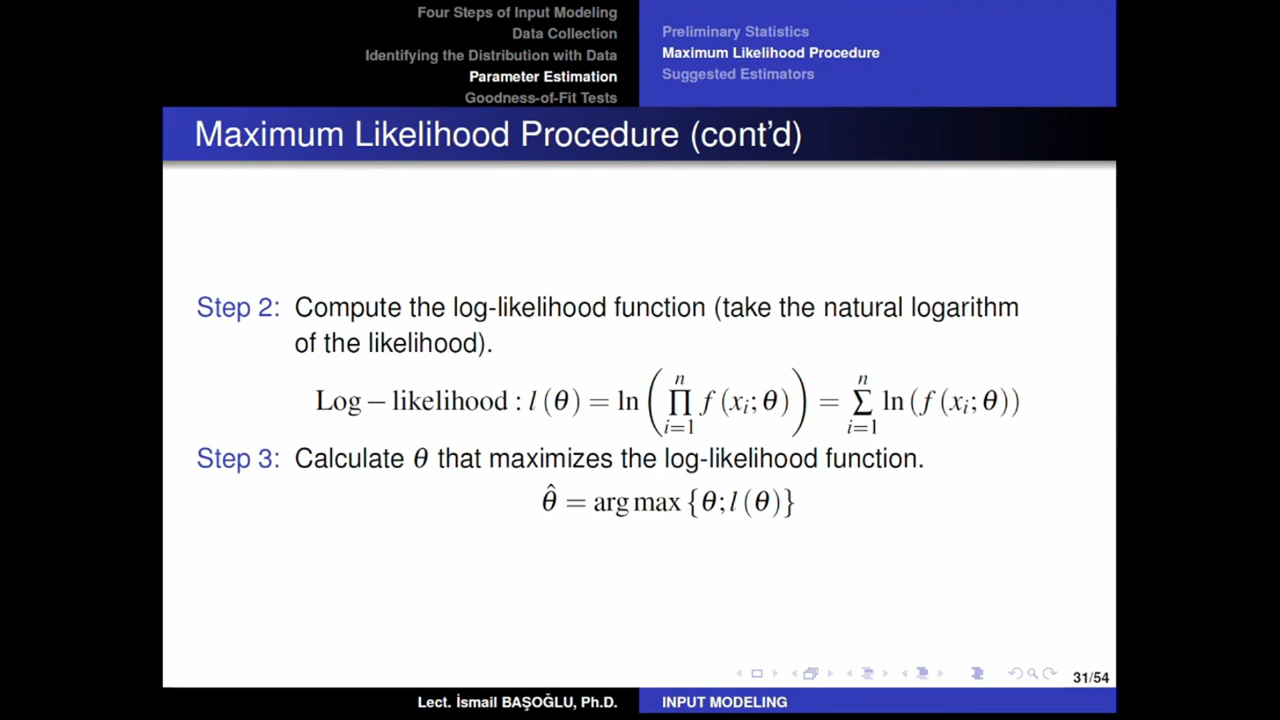 Four Steps of Input Modeling
Data Collection
Identifying the Distribution with Data
Parameter Estimation
Goodness-of-Fit Tests
Preliminary Statistics
Maximum Likelihood Procedure
Suggested Estimators
Maximum Likelihood Procedure (cont'd)
Step 2: Compute the log-likelihood function (take the natural logarithm
of the likelihood).
Log − likelihood : l (θ) = ln ( ∏_{i=1}^{n} f (x_i; θ) ) = ∑_{i=1}^{n} ln (f (x_i; θ))
Step 3: Calculate θ that maximizes the log-likelihood function.
θ̂ = arg max {θ; l (θ)}
31/54
Lect. İsmail BAŞOĞLU, Ph.D.
INPUT MODELING